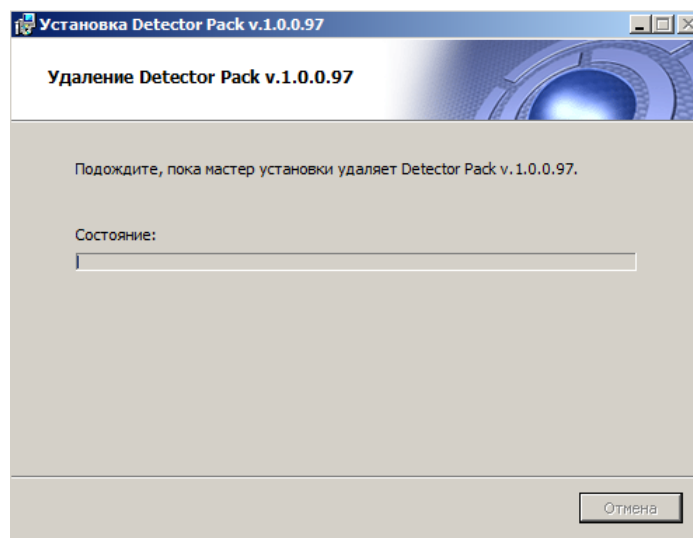 Установка Detector Pack v.1.0.0.97
Удаление Detector Pack v.1.0.0.97
Подождите, пока мастер установки удаляет Detector Pack v.1.0.0.97.
Состояние:
Отмена